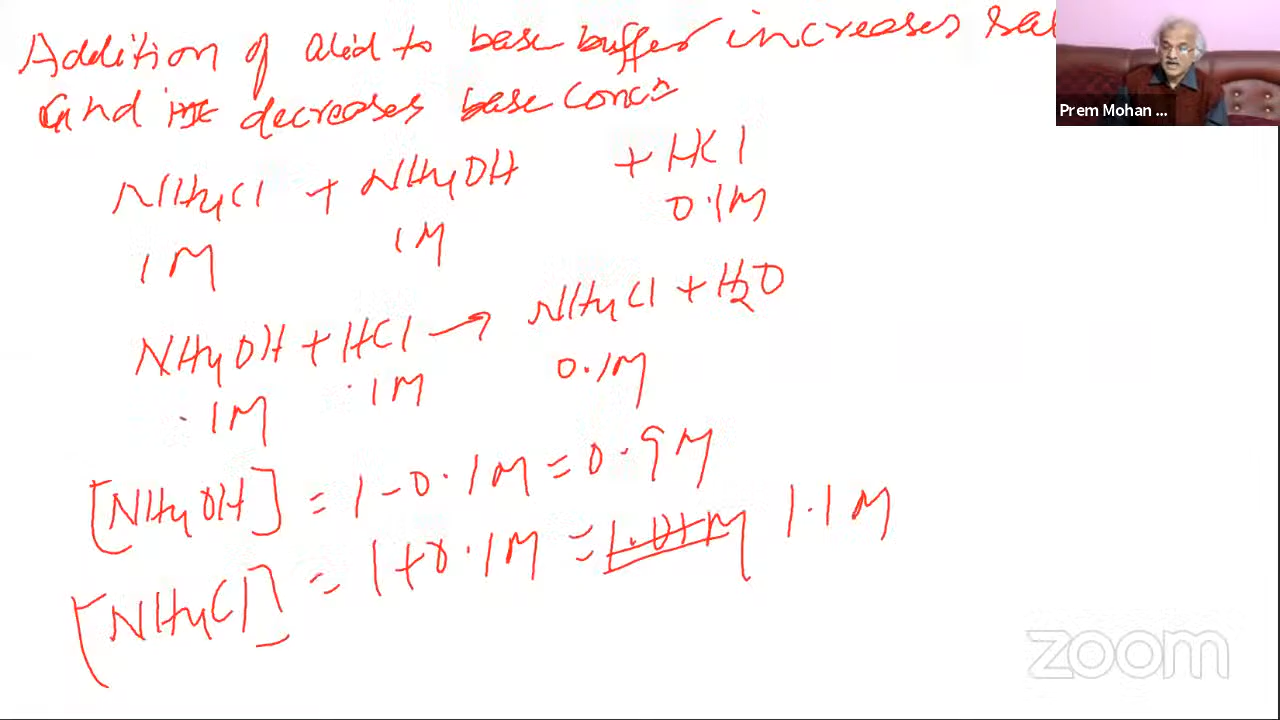 Addition of acid to base buffer increases
and decreases base concn
NH4Cl + NH4OH + HCl
1M 1M 0.1M
NH4OH + HCl → NH4Cl + H2O
.1M .1M 0.1M
[NH4OH] = 1-0.1M = 0.9M
[NH4Cl] = 1+0.1M = 1.01M 1.1M
Prem Mohan ...
zoom